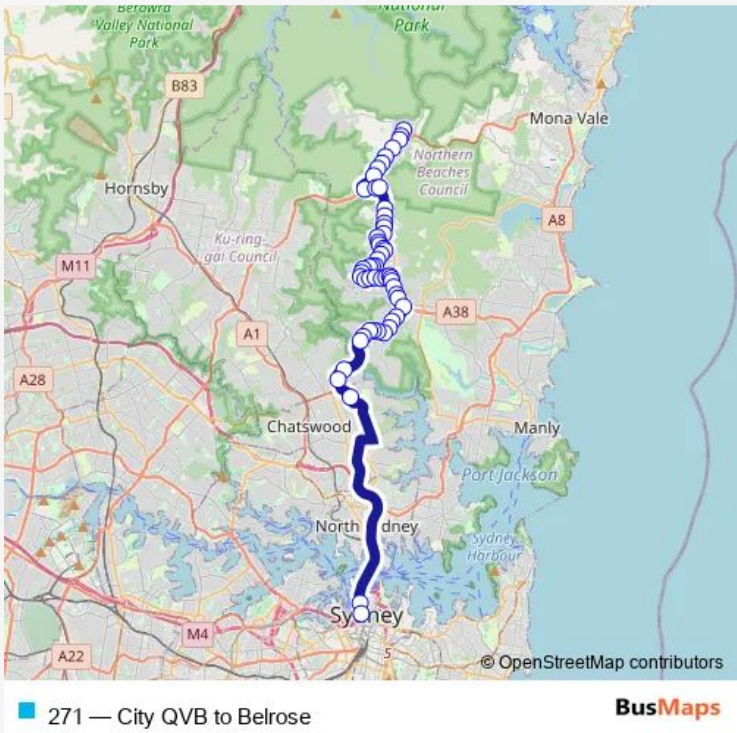 Berowra
Valley National
Park
National
Park
B83
Mona Vale
Northern
Beaches
Council
Hornsby
A8
Ku-ring-
gai Council
M11
A38
A1
A28
Chatswood
Manly
Port Jackson
North dney
Sydney
Harbour
Sy ney
M4
A22
5
© OpenStreetMap contributors
271 — City QVB to Belrose
BusMaps